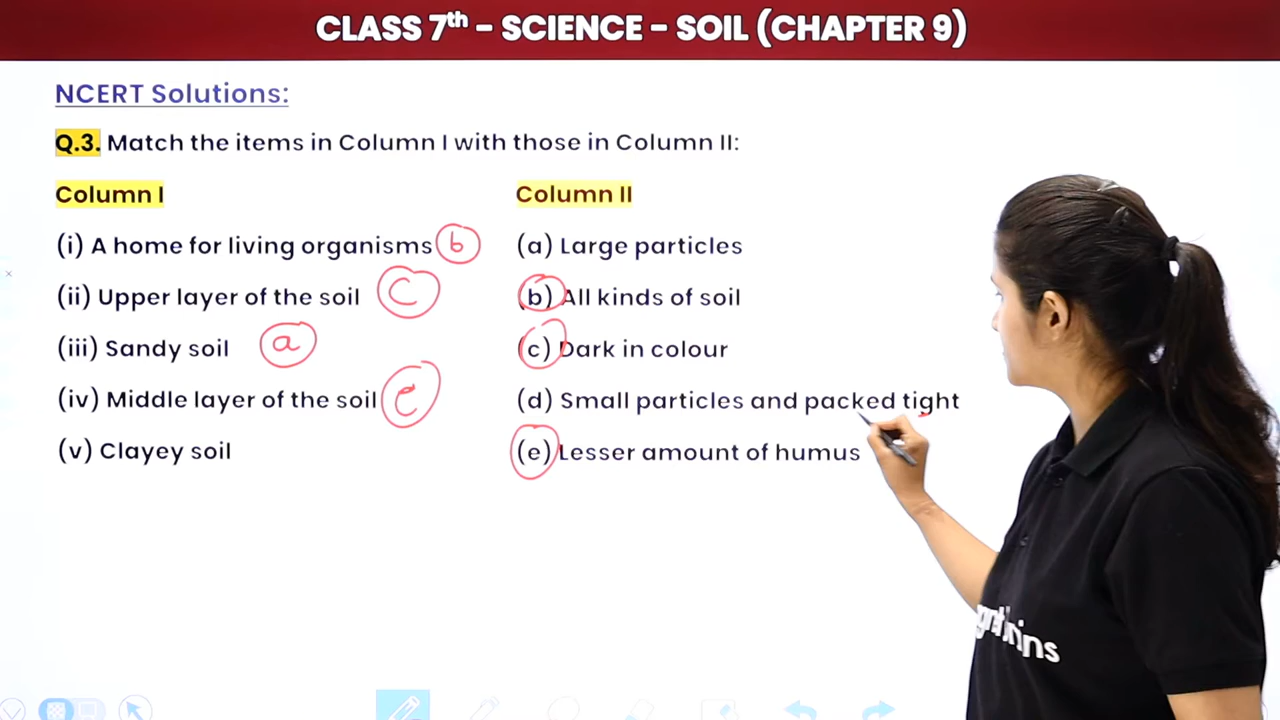 CLASS 7th - SCIENCE - SOIL (CHAPTER 9)
NCERT Solutions:
Q.3. Match the items in Column I with those in Column II:
Column I Column II
(i) A home for living organisms b (a) Large particles
(ii) Upper layer of the soil C (b) All kinds of soil
(iii) Sandy soil a (c) Dark in colour
(iv) Middle layer of the soil e (d) Small particles and packed tight
(v) Clayey soil (e) Lesser amount of humus